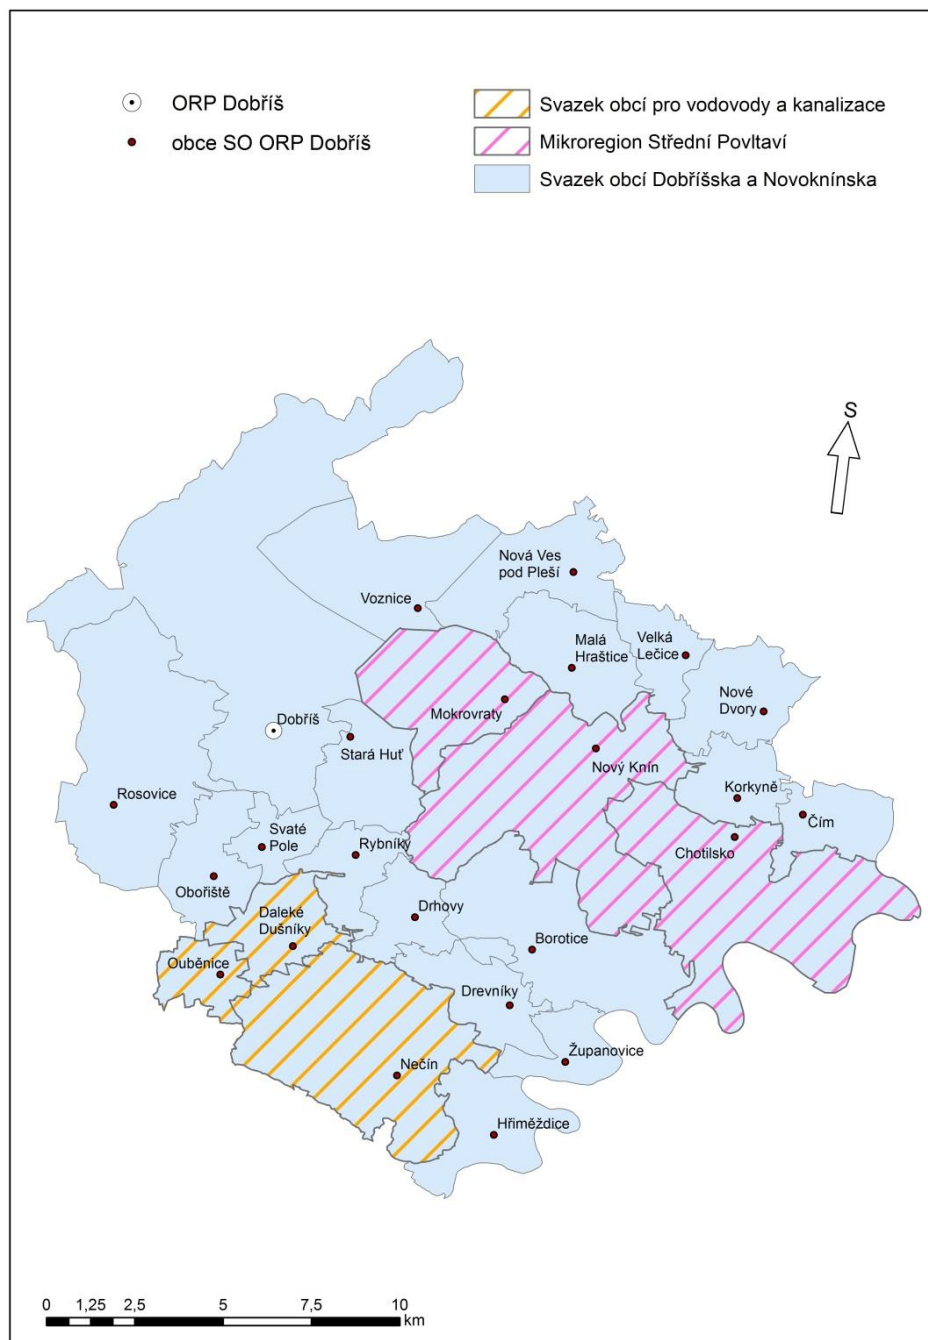 ORP Dobříš
obce SO ORP Dobříš
Svazek obcí pro vodovody a kanalizace
Mikroregion Střední Povltaví
Svazek obcí Dobříšska a Novoknínska
S
Nová Ves
pod Pleší
Voznice
Malá
Hraštice
Velká
Lečice
Nové
Dvory
Mokrovraty
Dobříš
Stará Huť
Nový Knín
Korkyně
Rosovice
Čím
Svaté
Pole
Rybníky
Chotilsko
Obořiště
Drhovy
Daleké
Dušníky
Borotice
Ouběnice
Drevníky
Županovice
Nečín
Hřiměždice
0 1,25 2,5 5 7,5 10
km